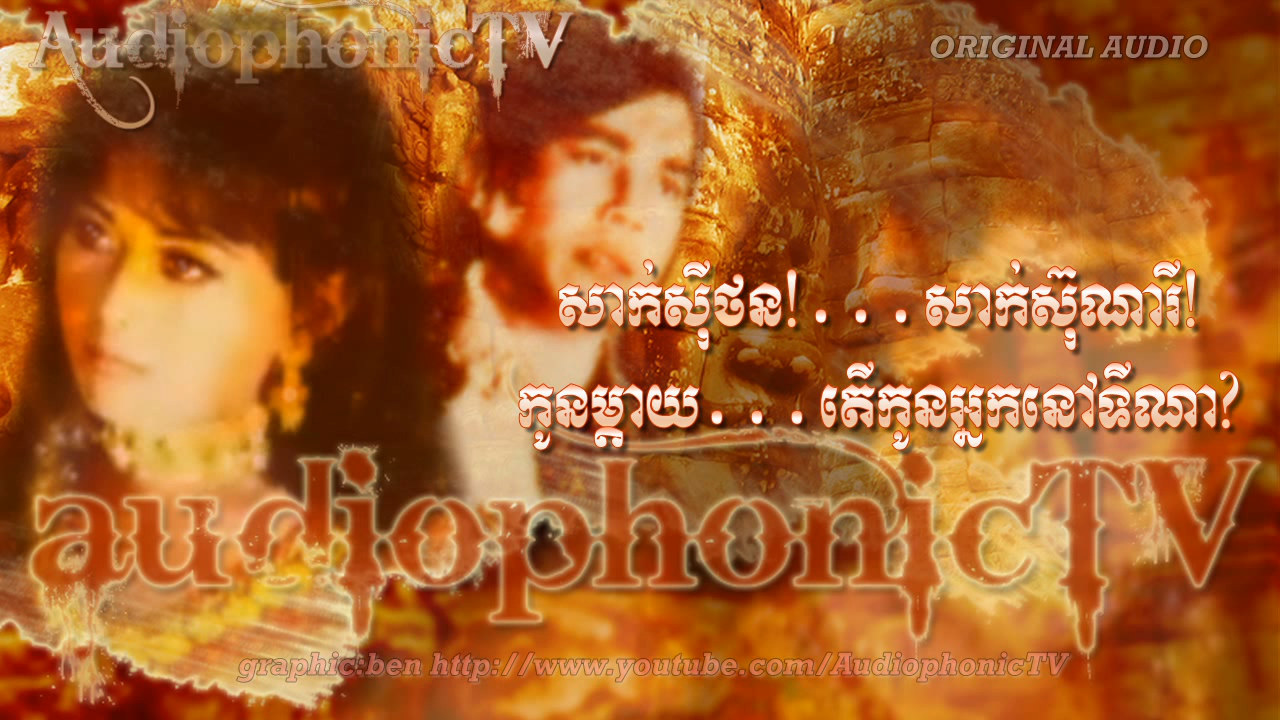 AudiophonicTV
ORIGINAL AUDIO
សាក់ស៊ីថន! . . . សាក់ស៊ុណារី!
កូនម្ដាយ . . . តើកូនអ្នកនៅទីណា?
audiophonicTV
graphic:ben http://www.youtube.com/AudiophonicTV